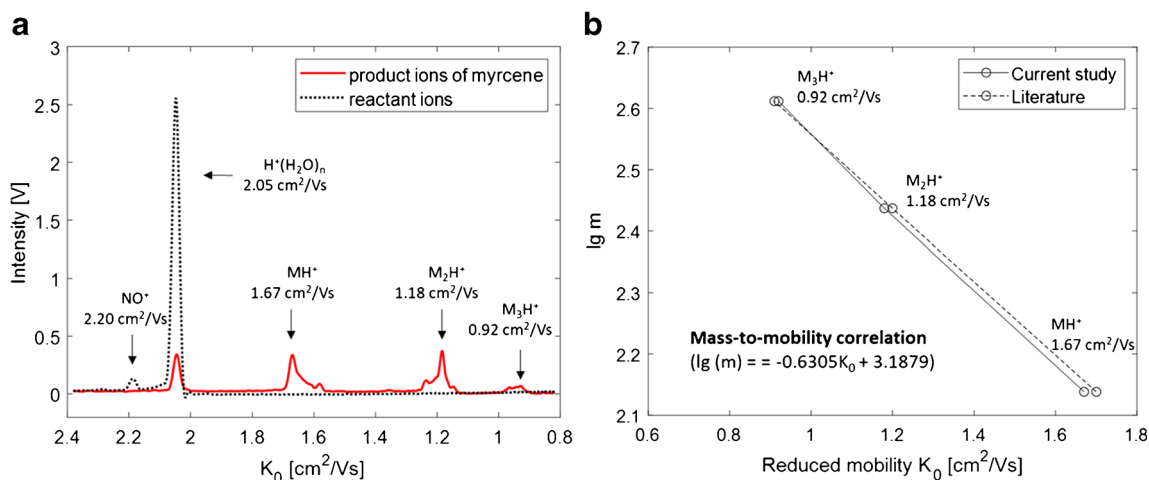 a
3
2.5
2
1.5
1
0.5
0
Intensity [V]
product ions of myrcene
reactant ions
H⁺(H₂O)ₙ
2.05 cm²/Vs
NO⁺
2.20 cm²/Vs
MH⁺
1.67 cm²/Vs
M₂H⁺
1.18 cm²/Vs
M₃H⁺
0.92 cm²/Vs
2.4 2.2 2 1.8 1.6 1.4 1.2 1 0.8
K₀ [cm²/Vs]
b
2.7
2.6
2.5
2.4
2.3
2.2
2.1
lg m
Current study
Literature
M₃H⁺
0.92 cm²/Vs
M₂H⁺
1.18 cm²/Vs
MH⁺
1.67 cm²/Vs
Mass-to-mobility correlation
(lg (m) = = -0.6305K₀ + 3.1879)
0.6 0.8 1 1.2 1.4 1.6 1.8
Reduced mobility K₀ [cm²/Vs]